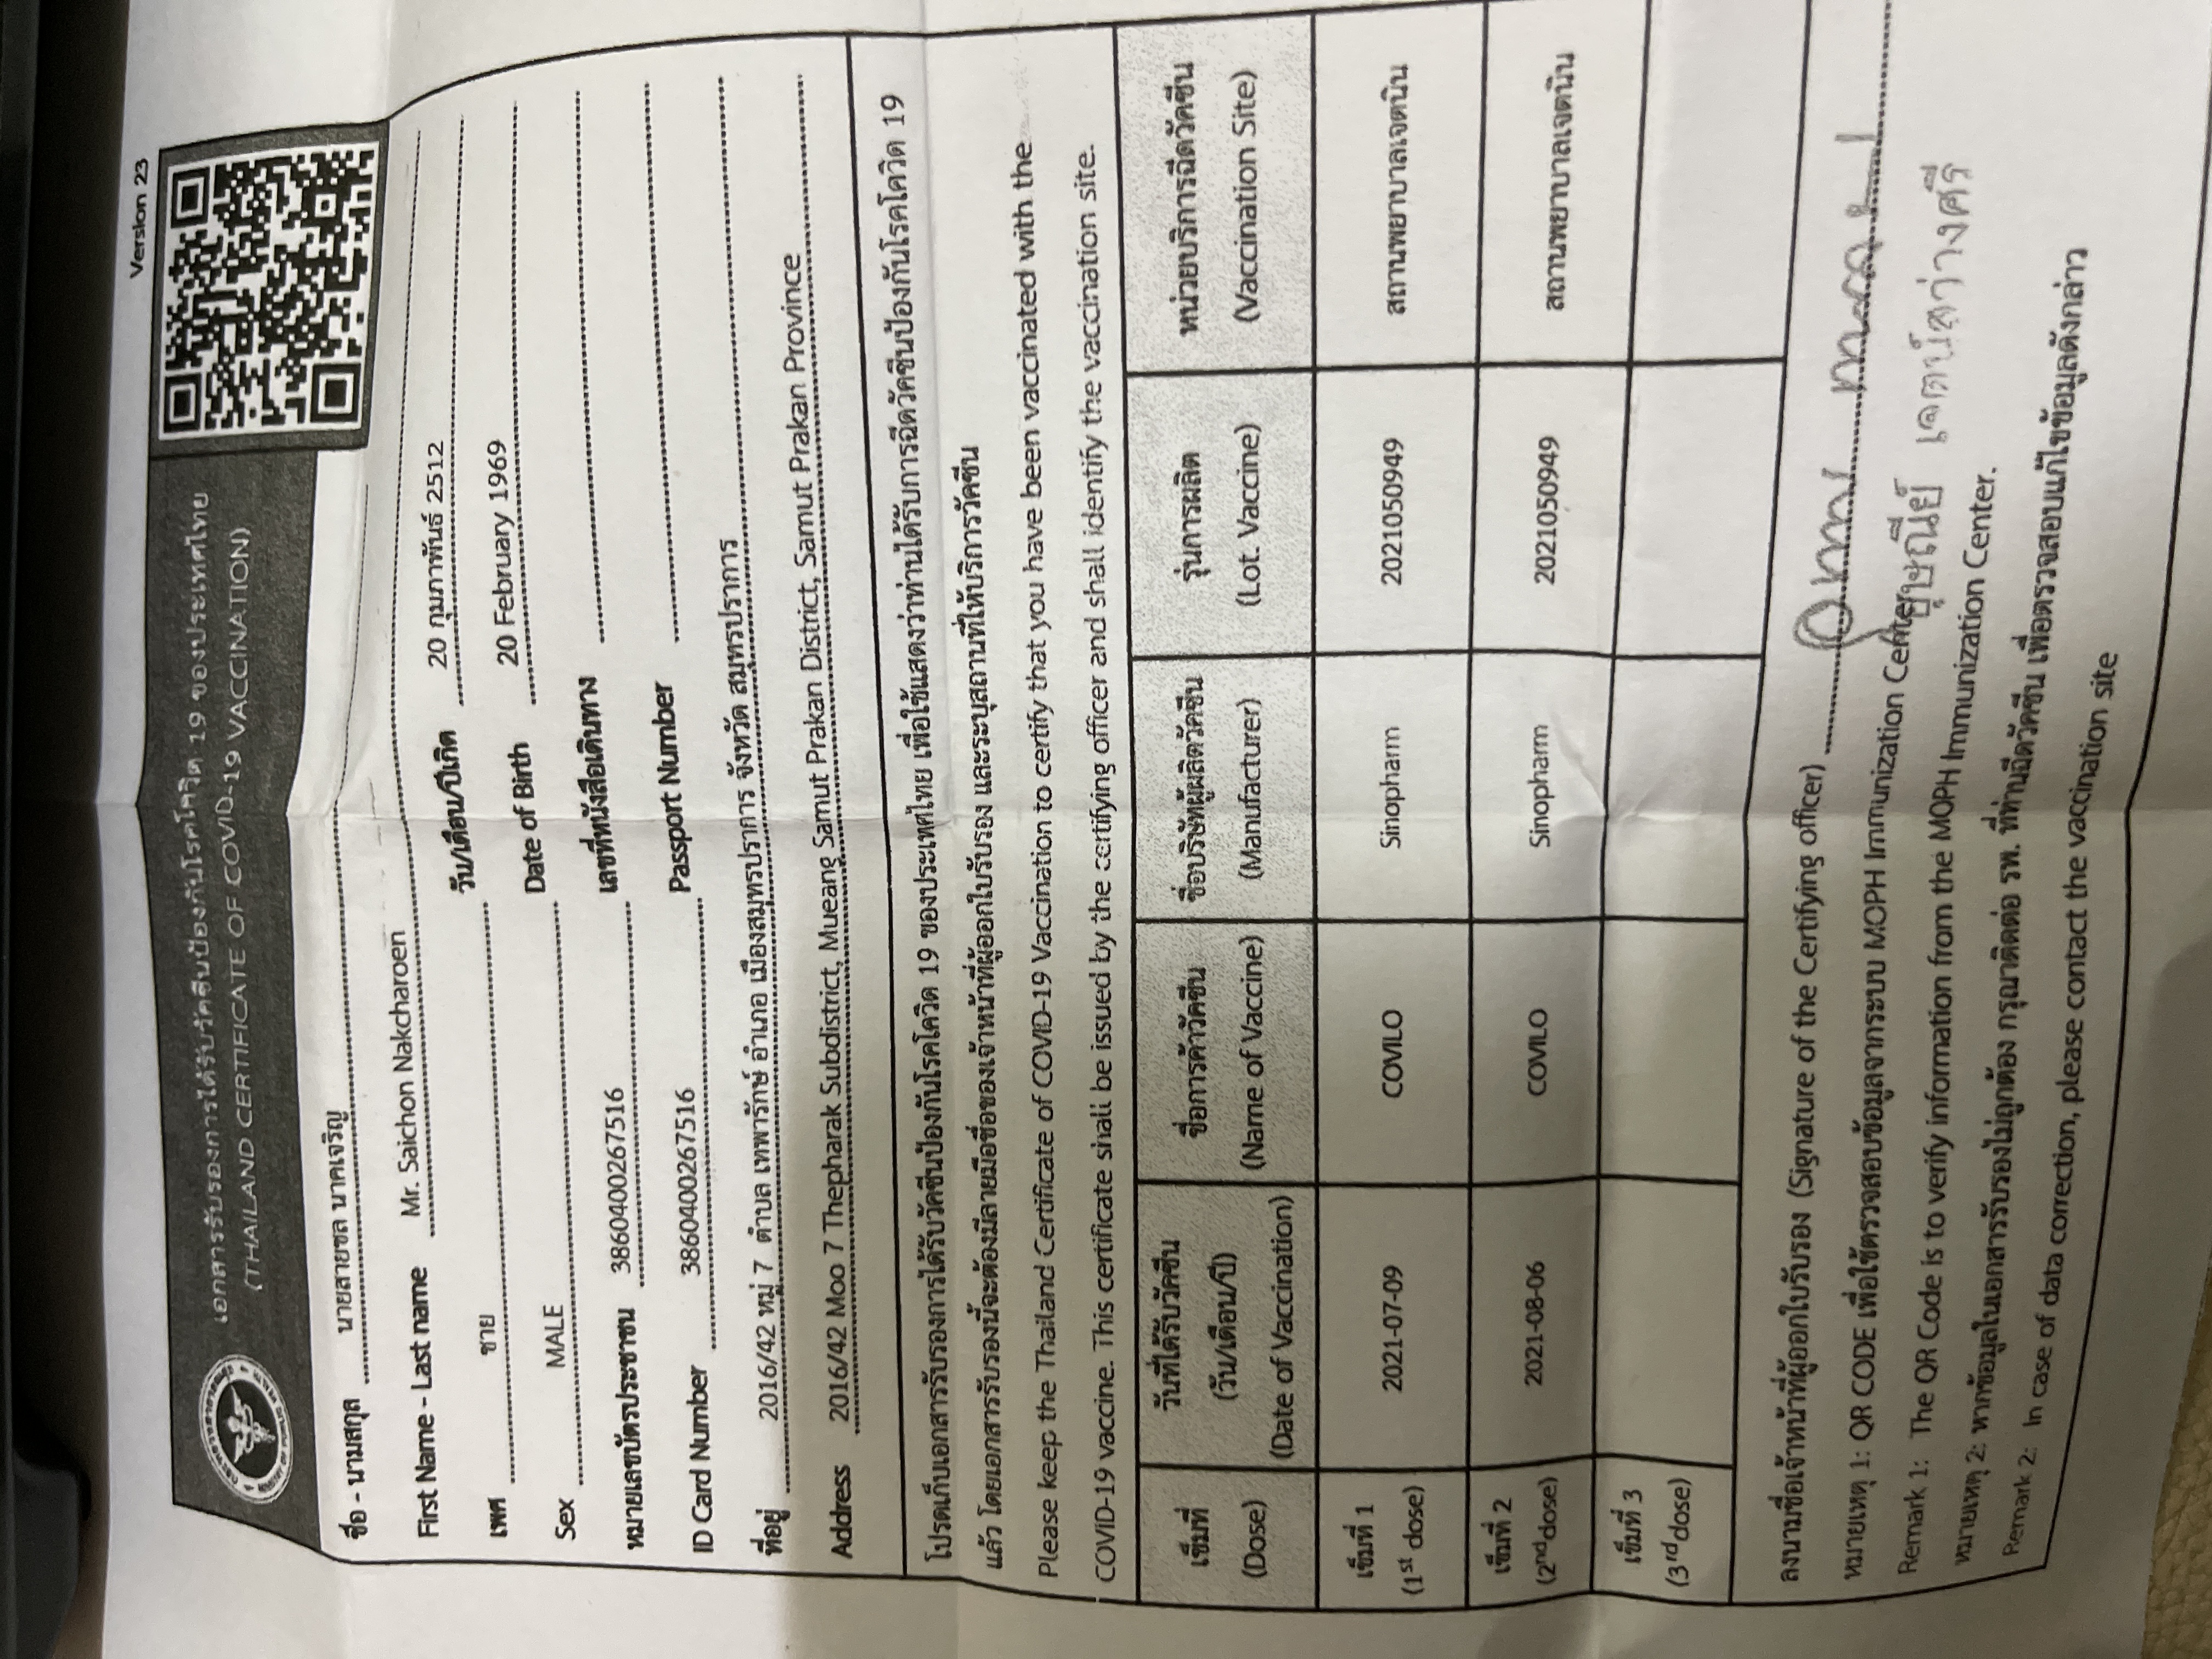 Version 23
เอกสารรับรองการได้รับวัคซีนป้องกันโรคโควิด 19 ของประเทศไทย
(THAILAND CERTIFICATE OF COVID-19 VACCINATION)
ชื่อ - นามสกุล นายสายชล นาคเจริญ
First Name - Last name Mr. Saichon Nakcharoen
เพศ ชาย วัน/เดือน/ปีเกิด 20 กุมภาพันธ์ 2512
Sex MALE Date of Birth 20 February 1969
หมายเลขบัตรประชาชน 3860400267516 เลขที่หนังสือเดินทาง
ID Card Number 3860400267516 Passport Number
ที่อยู่ 2016/42 หมู่ 7 ตำบล เทพารักษ์ อำเภอ เมืองสมุทรปราการ จังหวัด สมุทรปราการ
Address 2016/42 Moo 7 Thepharak Subdistrict, Mueang Samut Prakan District, Samut Prakan Province
โปรดเก็บเอกสารรับรองการได้รับวัคซีนป้องกันโรคโควิด 19 ของประเทศไทย เพื่อใช้แสดงว่าท่านได้รับการฉีดวัคซีนป้องกันโรคโควิด 19
แล้ว โดยเอกสารรับรองนี้จะต้องมีลายมือชื่อของเจ้าหน้าที่ผู้ออกใบรับรอง และระบุสถานที่ให้บริการวัคซีน
Please keep the Thailand Certificate of COVID-19 Vaccination to certify that you have been vaccinated with the
COVID-19 vaccine. This certificate shall be issued by the certifying officer and shall identify the vaccination site.
เข็มที่ (Dose) วันที่ได้รับวัคซีน (วัน/เดือน/ปี) (Date of Vaccination) ชื่อการค้าวัคซีน (Name of Vaccine) ชื่อบริษัทผู้ผลิตวัคซีน (Manufacturer) รุ่นการผลิต (Lot. Vaccine) หน่วยบริการฉีดวัคซีน (Vaccination Site)
เข็มที่ 1 (1st dose) 2021-07-09 COVILO Sinopharm 2021050949 สถานพยาบาลเจตนิน
เข็มที่ 2 (2nd dose) 2021-08-06 COVILO Sinopharm 2021050949 สถานพยาบาลเจตนิน
เข็มที่ 3 (3rd dose)
ลงนามชื่อเจ้าหน้าที่ผู้ออกใบรับรอง (Signature of the Certifying officer)
หมายเหตุ 1: QR CODE เพื่อใช้ตรวจสอบข้อมูลจากระบบ MOPH Immunization Center
เจตน์สว่างศรี
Remark 1: The QR Code is to verify information from the MOPH Immunization Center.
หมายเหตุ 2: หากข้อมูลในเอกสารรับรองไม่ถูกต้อง กรุณาติดต่อ รพ. ที่ท่านฉีดวัคซีน เพื่อตรวจสอบแก้ไขข้อมูลดังกล่าว
Remark 2: In case of data correction, please contact the vaccination site